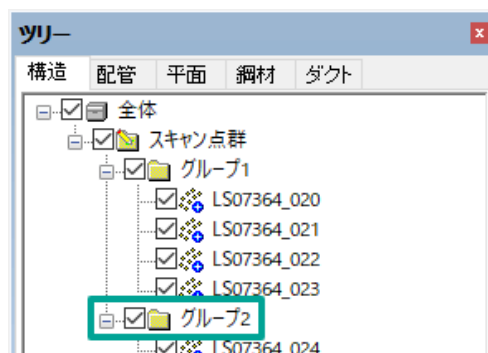 ツリー
構造 配管 平面 鋼材 ダクト
全体
スキャン点群
グループ1
LS07364_020
LS07364_021
LS07364_022
LS07364_023
グループ2
LS07364_024